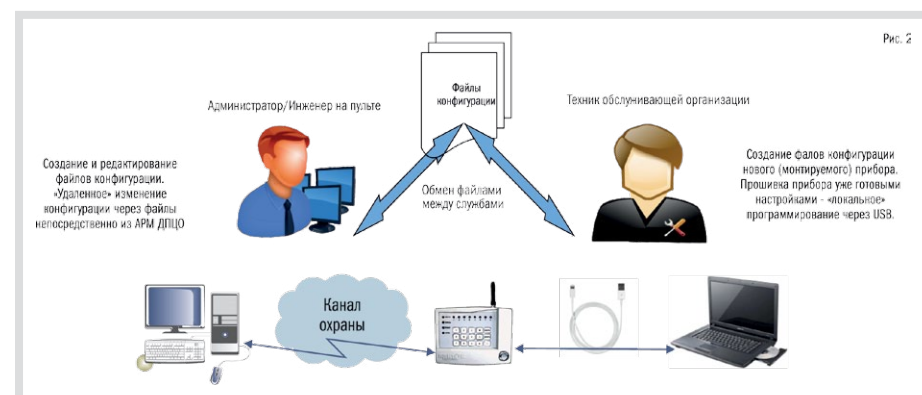 Рис. 2
Файлы
конфигурации
Администратор/Инженер на пульте
Техник обслуживающей организации
Создание и редактирование
файлов конфигурации.
«Удаленное» изменение
конфигурации через файлы
непосредственно из АРМ ДПЦО
Обмен файлами
между службами
Создание фалов конфигурации
нового (монтируемого) прибора.
Прошивка прибора уже готовыми
настройками - «локальное»
программирование через USB.
Канал
охраны